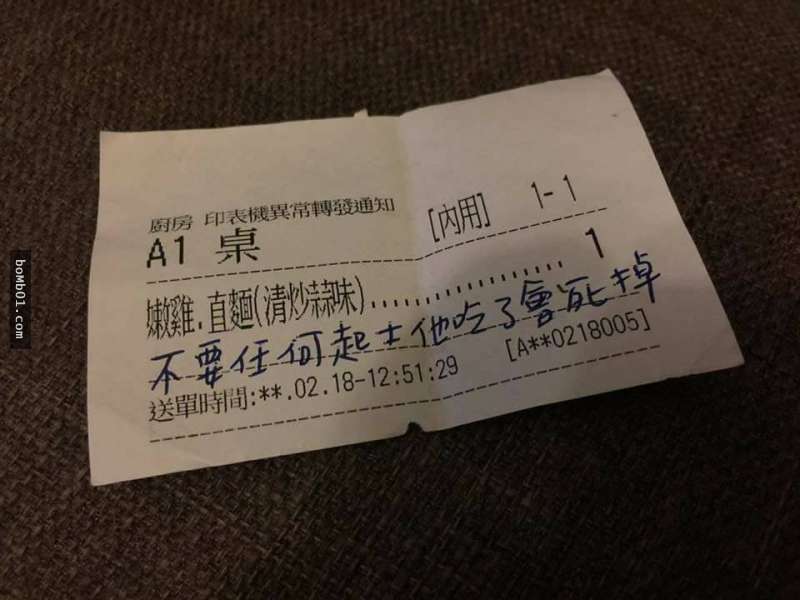 廚房 印表機異常轉發通知
A1 桌 [內用] 1-1
嫩雞.直麵(清炒蒜味)................ 1
不要任何起士他吃了會死掉
送單時間:**.02.18-12:51:29 [A**0218005]
boMb01.com